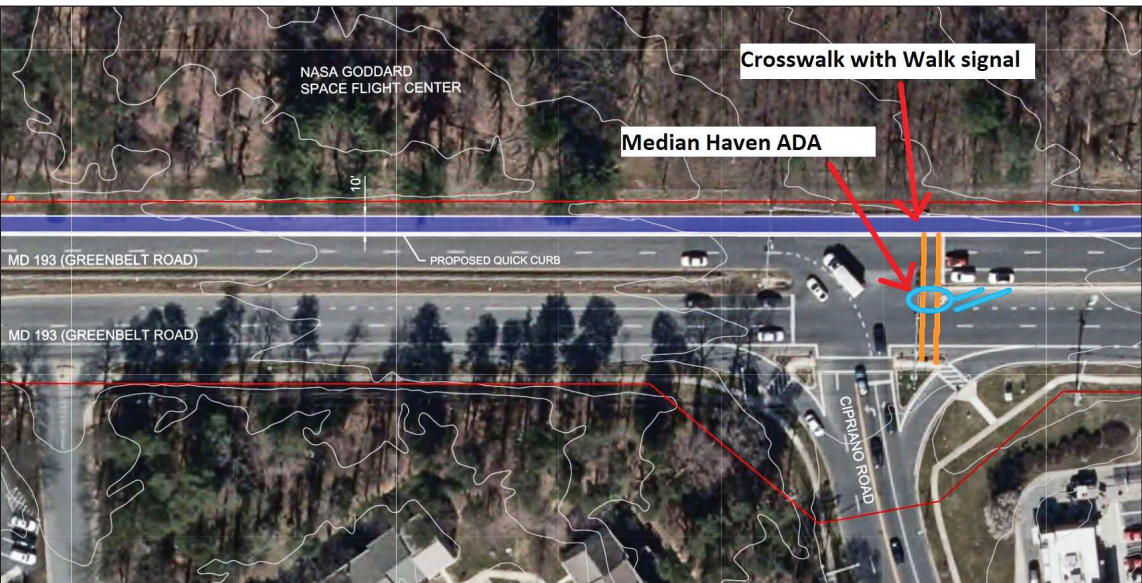 Crosswalk with Walk signal
NASA GODDARD
SPACE FLIGHT CENTER
Median Haven ADA
10'
MD 193 (GREENBELT ROAD)
PROPOSED QUICK CURB
MD 193 (GREENBELT ROAD)
CIPRIANO ROAD